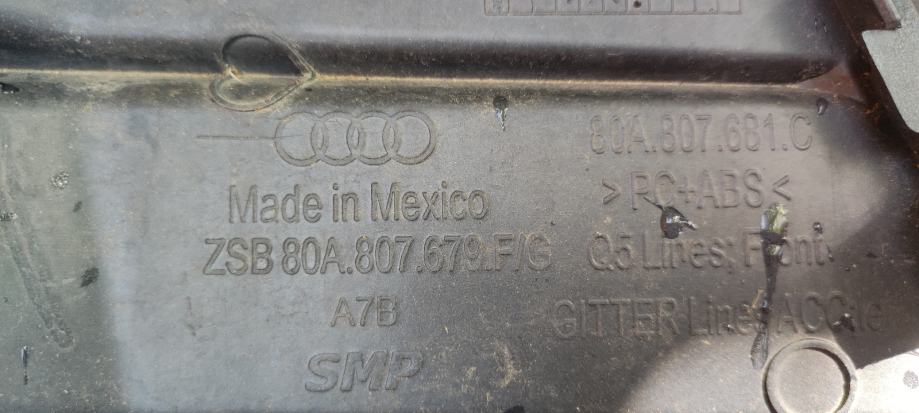 80A.807.681.C
Made in Mexico
>PC+ABS<
ZSB 80A.807.679.F/G
Q5 Lines; Front
A7B
GITTER Lines ACC
SMP